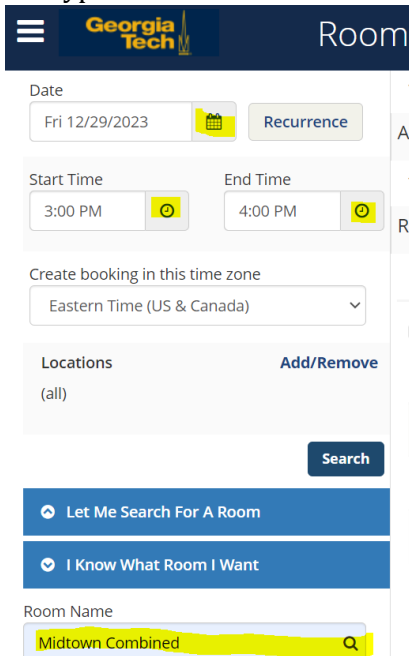 Georgia
Tech
Room
Date
Fri 12/29/2023
Recurrence
A
Start Time
End Time
3:00 PM
4:00 PM
R
Create booking in this time zone
Eastern Time (US & Canada)
Locations
Add/Remove
(all)
Search
Let Me Search For A Room
I Know What Room I Want
Room Name
Midtown Combined